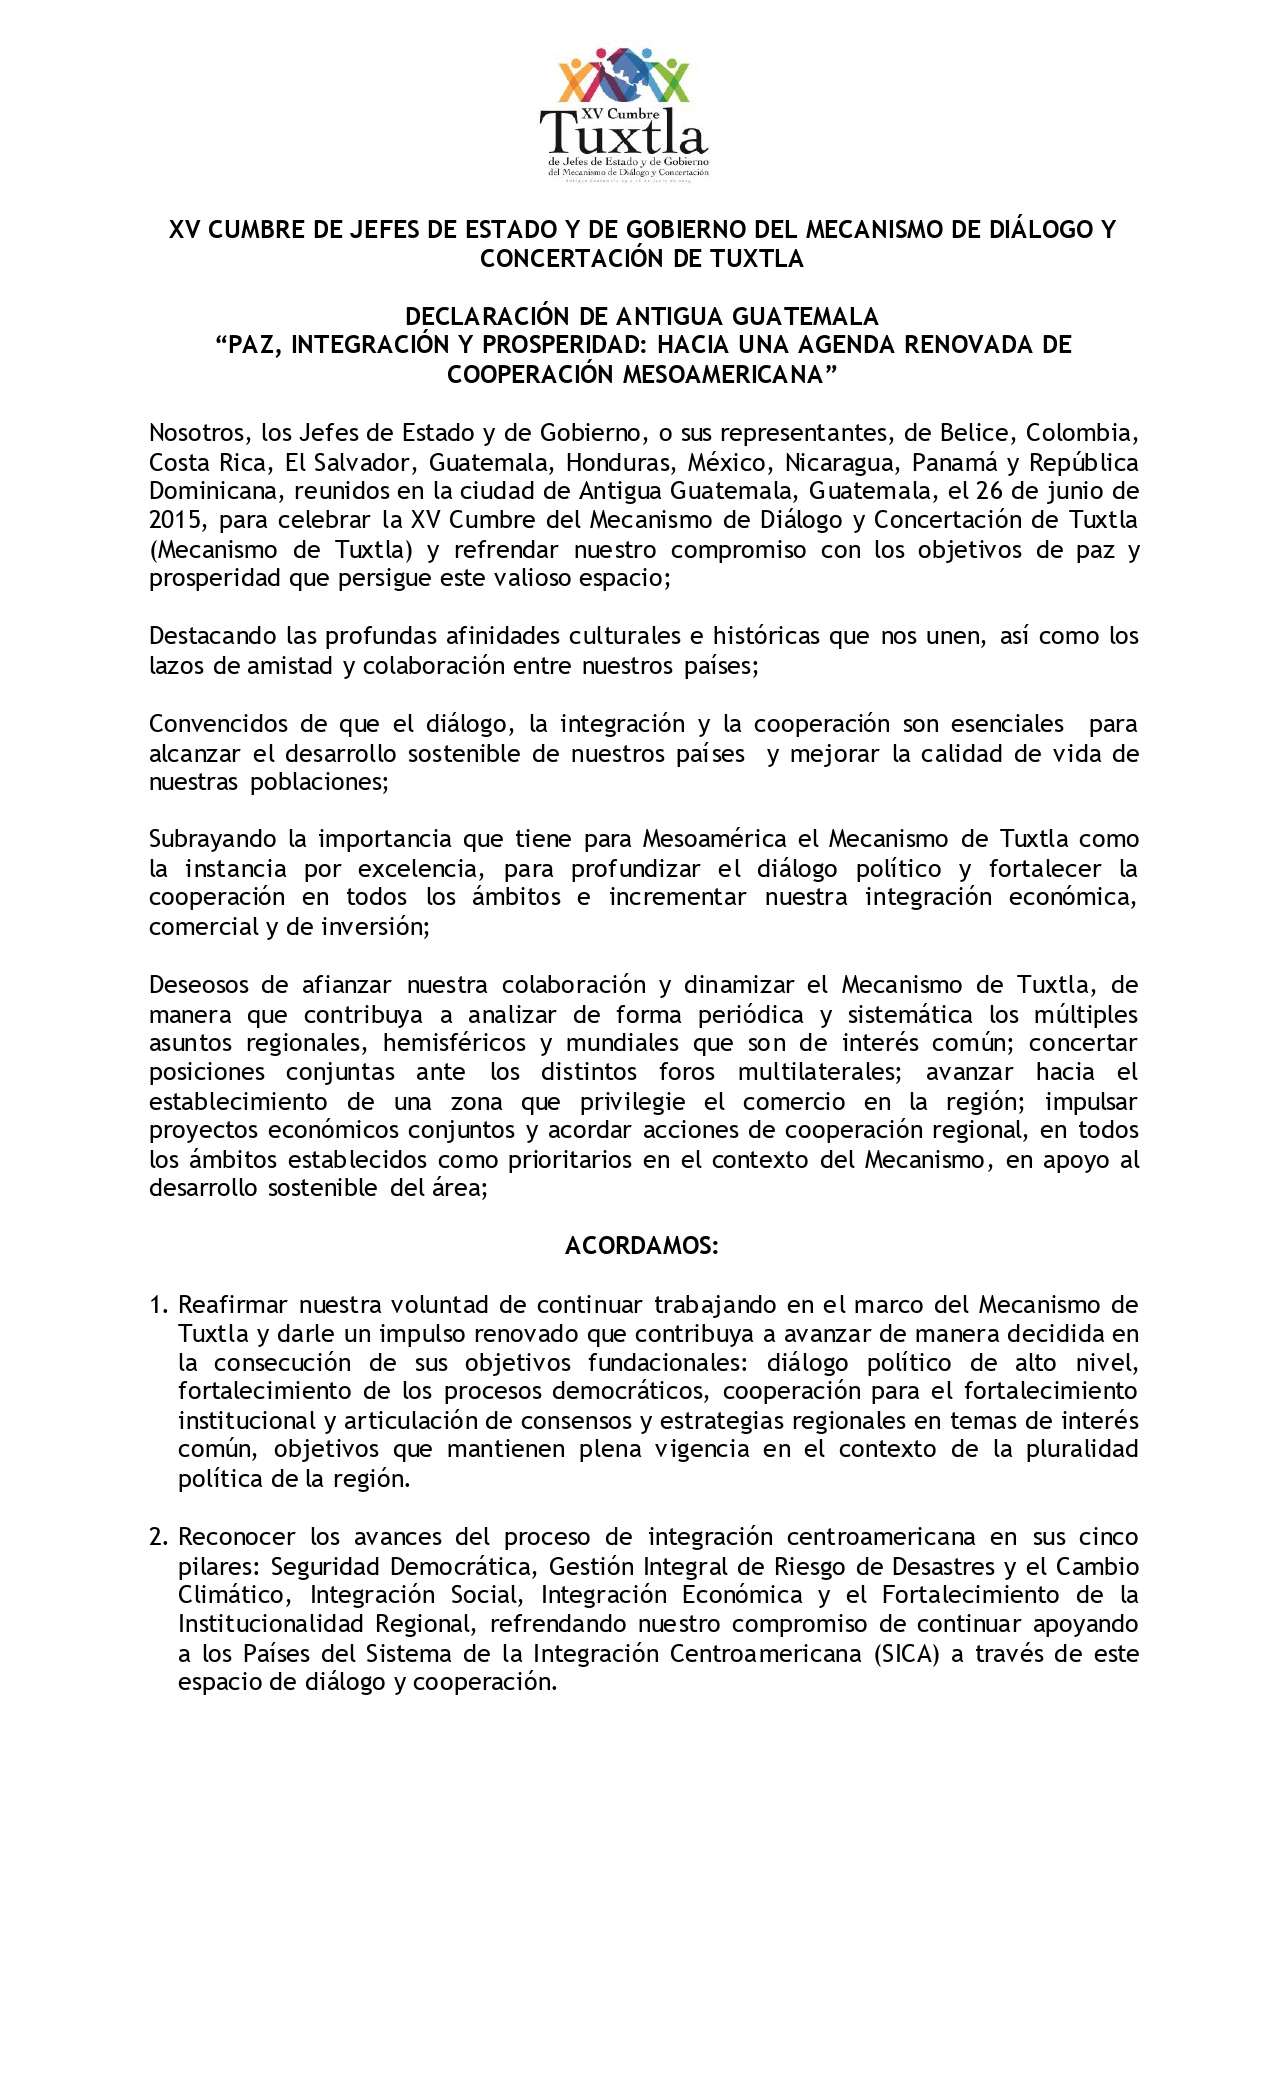 XV Cumbre
Tuxtla
de Jefes de Estado y de Gobierno
del Mecanismo de Diálogo y Concertación
XV CUMBRE DE JEFES DE ESTADO Y DE GOBIERNO DEL MECANISMO DE DIÁLOGO Y
CONCERTACIÓN DE TUXTLA
DECLARACIÓN DE ANTIGUA GUATEMALA
“PAZ, INTEGRACIÓN Y PROSPERIDAD: HACIA UNA AGENDA RENOVADA DE
COOPERACIÓN MESOAMERICANA”
Nosotros, los Jefes de Estado y de Gobierno, o sus representantes, de Belice, Colombia,
Costa Rica, El Salvador, Guatemala, Honduras, México, Nicaragua, Panamá y República
Dominicana, reunidos en la ciudad de Antigua Guatemala, Guatemala, el 26 de junio de
2015, para celebrar la XV Cumbre del Mecanismo de Diálogo y Concertación de Tuxtla
(Mecanismo de Tuxtla) y refrendar nuestro compromiso con los objetivos de paz y
prosperidad que persigue este valioso espacio;
Destacando las profundas afinidades culturales e históricas que nos unen, así como los
lazos de amistad y colaboración entre nuestros países;
Convencidos de que el diálogo, la integración y la cooperación son esenciales para
alcanzar el desarrollo sostenible de nuestros países y mejorar la calidad de vida de
nuestras poblaciones;
Subrayando la importancia que tiene para Mesoamérica el Mecanismo de Tuxtla como
la instancia por excelencia, para profundizar el diálogo político y fortalecer la
cooperación en todos los ámbitos e incrementar nuestra integración económica,
comercial y de inversión;
Deseosos de afianzar nuestra colaboración y dinamizar el Mecanismo de Tuxtla, de
manera que contribuya a analizar de forma periódica y sistemática los múltiples
asuntos regionales, hemisféricos y mundiales que son de interés común; concertar
posiciones conjuntas ante los distintos foros multilaterales; avanzar hacia el
establecimiento de una zona que privilegie el comercio en la región; impulsar
proyectos económicos conjuntos y acordar acciones de cooperación regional, en todos
los ámbitos establecidos como prioritarios en el contexto del Mecanismo, en apoyo al
desarrollo sostenible del área;
ACORDAMOS:
1. Reafirmar nuestra voluntad de continuar trabajando en el marco del Mecanismo de
Tuxtla y darle un impulso renovado que contribuya a avanzar de manera decidida en
la consecución de sus objetivos fundacionales: diálogo político de alto nivel,
fortalecimiento de los procesos democráticos, cooperación para el fortalecimiento
institucional y articulación de consensos y estrategias regionales en temas de interés
común, objetivos que mantienen plena vigencia en el contexto de la pluralidad
política de la región.
2. Reconocer los avances del proceso de integración centroamericana en sus cinco
pilares: Seguridad Democrática, Gestión Integral de Riesgo de Desastres y el Cambio
Climático, Integración Social, Integración Económica y el Fortalecimiento de la
Institucionalidad Regional, refrendando nuestro compromiso de continuar apoyando
a los Países del Sistema de la Integración Centroamericana (SICA) a través de este
espacio de diálogo y cooperación.